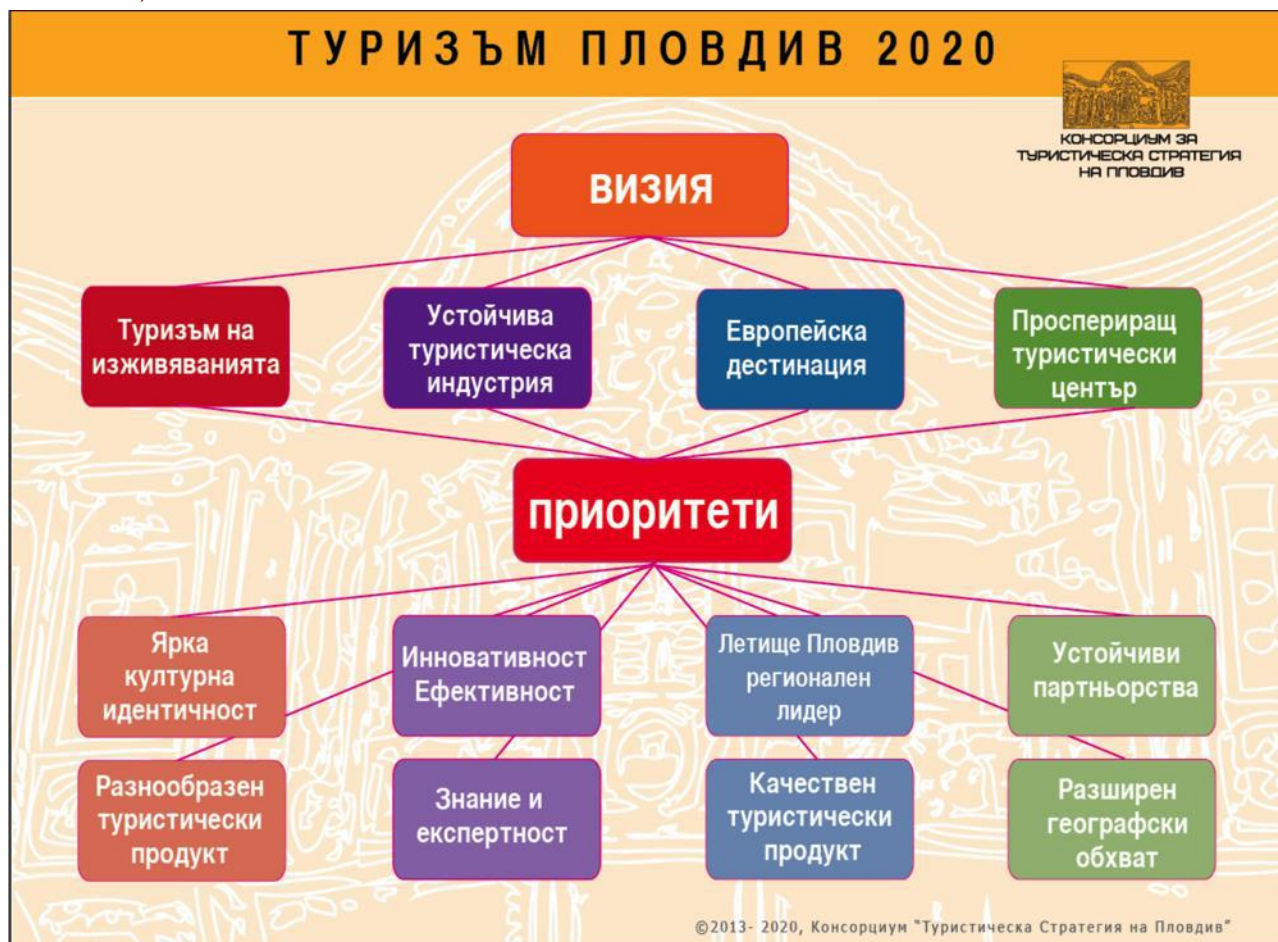 ТУРИЗЪМ ПЛОВДИВ 2020
КОНСОРЦИУМ ЗА
ТУРИСТИЧЕСКА СТРАТЕГИЯ
НА ПЛОВДИВ
ВИЗИЯ
Туризъм на
изживяванията
Устойчива
туристическа
индустрия
Европейска
дестинация
Проспериращ
туристически
център
приоритети
Ярка
културна
идентичност
Инновативност
Ефективност
Летище Пловдив
регионален
лидер
Устойчиви
партньорства
Разнообразен
туристически
продукт
Знание и
експертност
Качествен
туристически
продукт
Разширен
географски
обхват
©2013- 2020, Консорциум "Туристическа Стратегия на Пловдив"